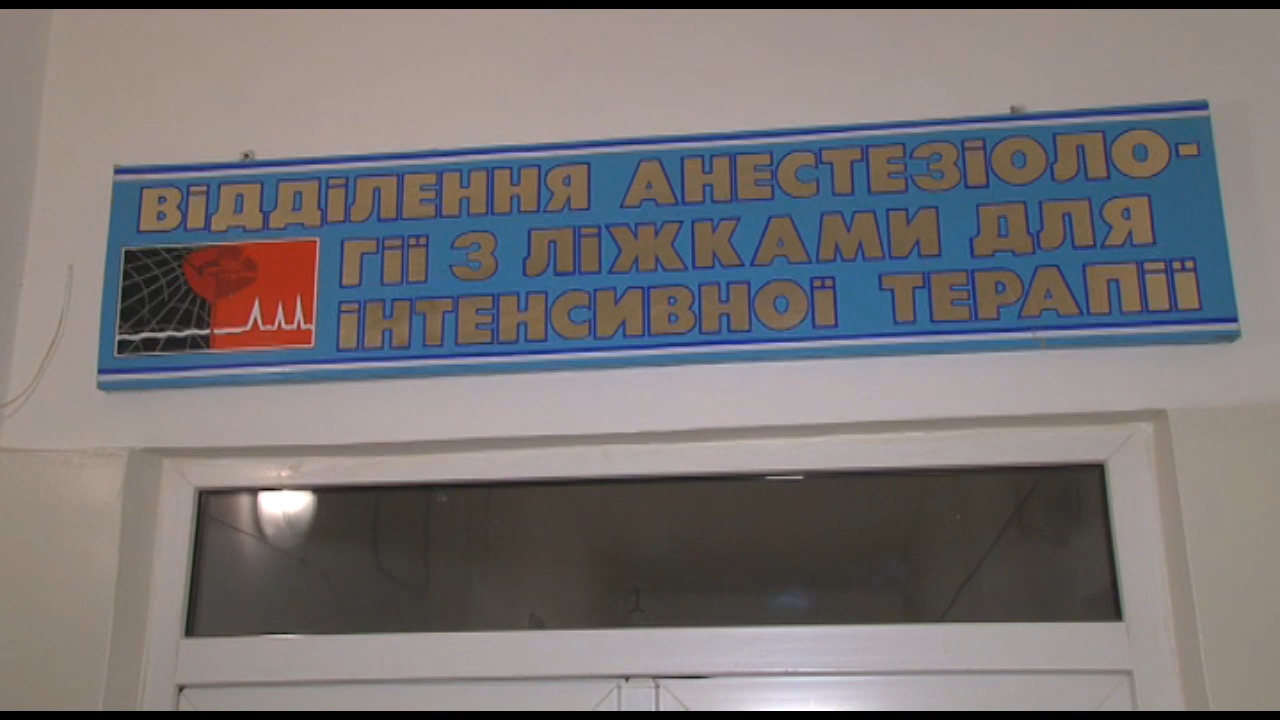 ВІДДІЛЕННЯ АНЕСТЕЗІОЛО-
ГІЇ З ЛІЖКАМИ ДЛЯ
ІНТЕНСИВНОЇ ТЕРАПІЇ